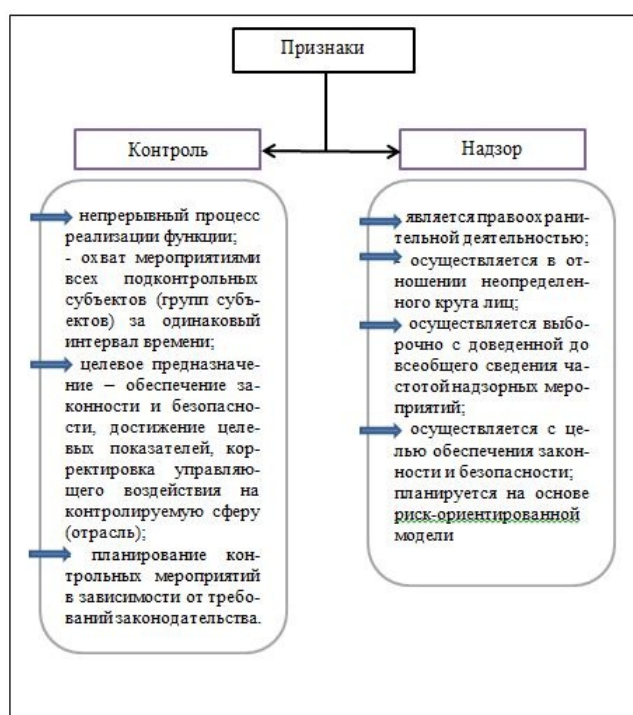 Признаки
Контроль
Надзор
непрерывный процесс
реализации функции;
- охват мероприятиями
всех подконтрольных
субъектов (групп субъ-
ектов) за одинаковый
интервал времени;
целевое предназначе-
ние – обеспечение за-
конности и безопасно-
сти, достижение целе-
вых показателей, кор-
ректировка управляю-
щего воздействия на
контролируемую сферу
(отрасль);
планирование кон-
трольных мероприятий
в зависимости от требо-
ваний законодательства.
является правоохрани-
тельной деятельностью;
- осуществляется в от-
ношении неопределен-
ного круга лиц;
осуществляется выбо-
рочно с доведенной до
всеобщего сведения ча-
стотой надзорных меро-
приятий;
осуществляется с це-
лью обеспечения закон-
ности и безопасности;
планируется на основе
риск-ориентированной
модели